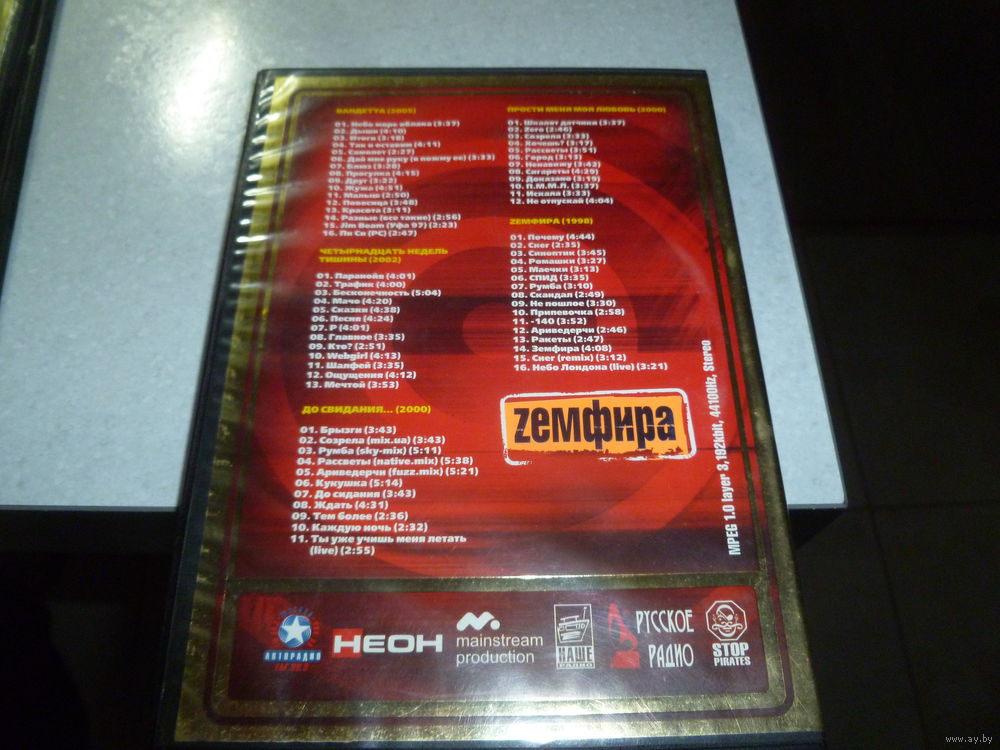 ВАНДЕТТА (2005)
01. Небо море облака (3:37)
02. Дыши (4:10)
03. Итоги (3:18)
04. Так и оставим (4:11)
05. Самолет (2:27)
06. Дай мне руку (я пожму ее) (3:33)
07. Блюз (3:28)
08. Прогулка (4:15)
09. Друг (3:22)
10. Жужа (4:51)
11. Малыш (2:50)
12. Повесица (3:48)
13. Красота (3:11)
14. Разные (все такие) (2:56)
15. Jim Beam (Уфа 97) (2:23)
16. Ля Ся (РС) (2:47)
ЧЕТЫРНАДЦАТЬ НЕДЕЛЬ
ТИШИНЫ (2002)
01. Паранойя (4:01)
02. Трафик (4:00)
03. Бесконечность (5:04)
04. Мачо (4:20)
05. Сказки (4:38)
06. Песня (4:24)
07. Р (4:01)
08. Главное (3:35)
09. Кто? (2:51)
10. Webgirl (4:13)
11. Шалфей (3:35)
12. Ощущения (4:12)
13. Мечтой (3:53)
ДО СВИДАНИЯ... (2000)
01. Брызги (3:43)
02. Созрела (mix.ua) (3:43)
03. Румба (sky-mix) (5:11)
04. Рассветы (native.mix) (5:38)
05. Ариведерчи (fuzz.mix) (5:21)
06. Кукушка (5:14)
07. До сидания (3:43)
08. Ждать (4:31)
09. Тем более (2:36)
10. Каждую ночь (2:32)
11. Ты уже учишь меня летать
(live) (2:55)
ПРОСТИ МЕНЯ МОЯ ЛЮБОВЬ (2000)
01. Шкалят датчики (3:37)
02. Zero (2:46)
03. Созрела (3:33)
04. Хочешь? (3:17)
05. Рассветы (3:51)
06. Город (3:13)
07. Ненавижу (3:42)
08. Сигареты (4:29)
09. Доказано (3:19)
10. П.М.М.Л. (3:37)
11. Искала (3:33)
12. Не отпускай (4:04)
ZЕМФИРА (1998)
01. Почему (4:44)
02. Снег (2:35)
03. Синоптик (3:45)
04. Ромашки (3:27)
05. Маечки (3:13)
06. СПИД (3:35)
07. Румба (3:10)
08. Скандал (2:49)
09. Не пошлое (3:30)
10. Припевочка (2:58)
11. -140 (3:52)
12. Ариведерчи (2:46)
13. Ракеты (2:47)
14. Земфира (4:08)
15. Снег (remix) (3:12)
16. Небо Лондона (live) (3:21)
zемфира
MPEG 1.0 layer 3,192kbit, 44100Hz, Stereo
АВТОРАДИО
НЕОН
mainstream
production
НАШЕ
РАДИО
РУССКОЕ
РАДИО
STOP
PIRATES
www.ay.by